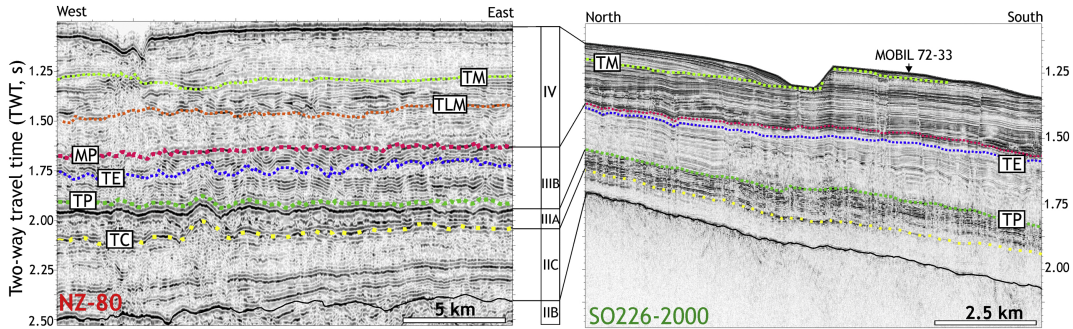 West
East
Two-way travel time (TWT, s)
1.25
1.50
1.75
2.00
2.25
2.50
TM
TLM
MP
TE
TP
TC
NZ-80
5 km
IV
IIIB
IIIA
IIC
IIB
North
South
MOBIL 72-33
TM
TE
TP
1.25
1.50
1.75
2.00
SO226-2000
2.5 km